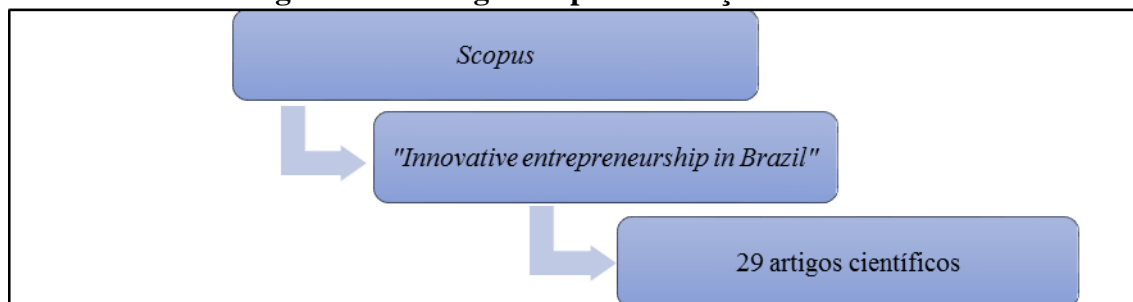 Scopus
"Innovative entrepreneurship in Brazil"
29 artigos científicos